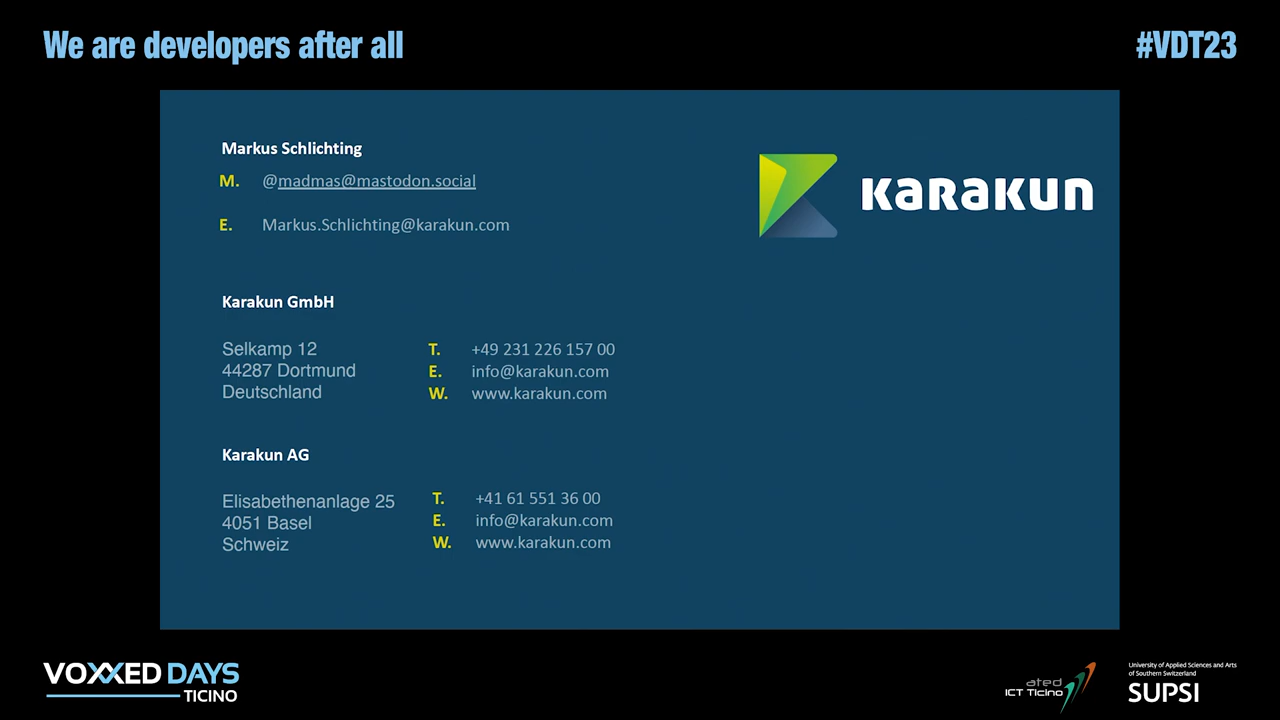 We are developers after all
#VDT23
Markus Schlichting
M. @madmas@mastodon.social
E. Markus.Schlichting@karakun.com
KARAKUN
Karakun GmbH
Selkamp 12
44287 Dortmund
Deutschland
T. +49 231 226 157 00
E. info@karakun.com
W. www.karakun.com
Karakun AG
Elisabethenanlage 25
4051 Basel
Schweiz
T. +41 61 551 36 00
E. info@karakun.com
W. www.karakun.com
VOXXED DAYS
TICINO
ated
ICT Ticino
University of Applied Sciences and Arts
of Southern Switzerland
SUPSI